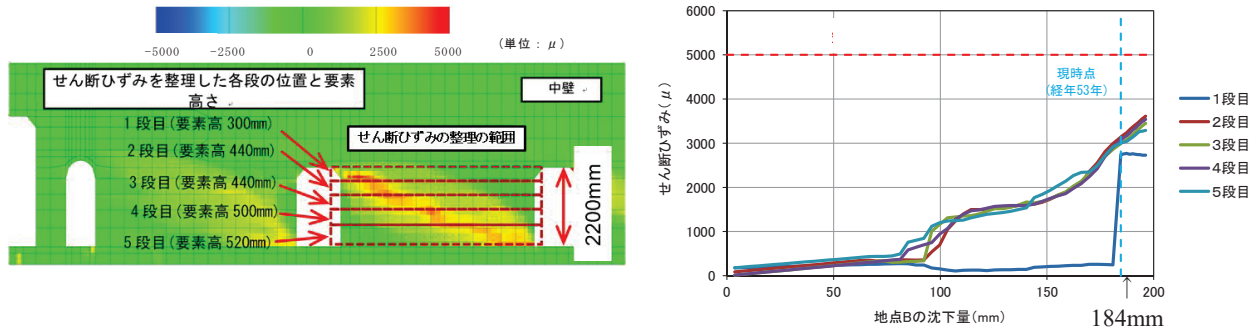 -5000
-2500
0
2500
5000
(単位：μ)
せん断ひずみを整理した各段の位置と要素
高さ
中壁
1 段目(要素高 300mm)
2 段目(要素高 440mm)
3 段目(要素高 440mm)
4 段目(要素高 500mm)
5 段目(要素高 520mm)
せん断ひずみの整理の範囲
2200mm
せん断ひずみ(μ)
6000
5000
4000
3000
2000
1000
0
0
50
100
150
200
地点Bの沈下量(mm)
184mm
現時点
(経年53年)
1段目
2段目
3段目
4段目
5段目